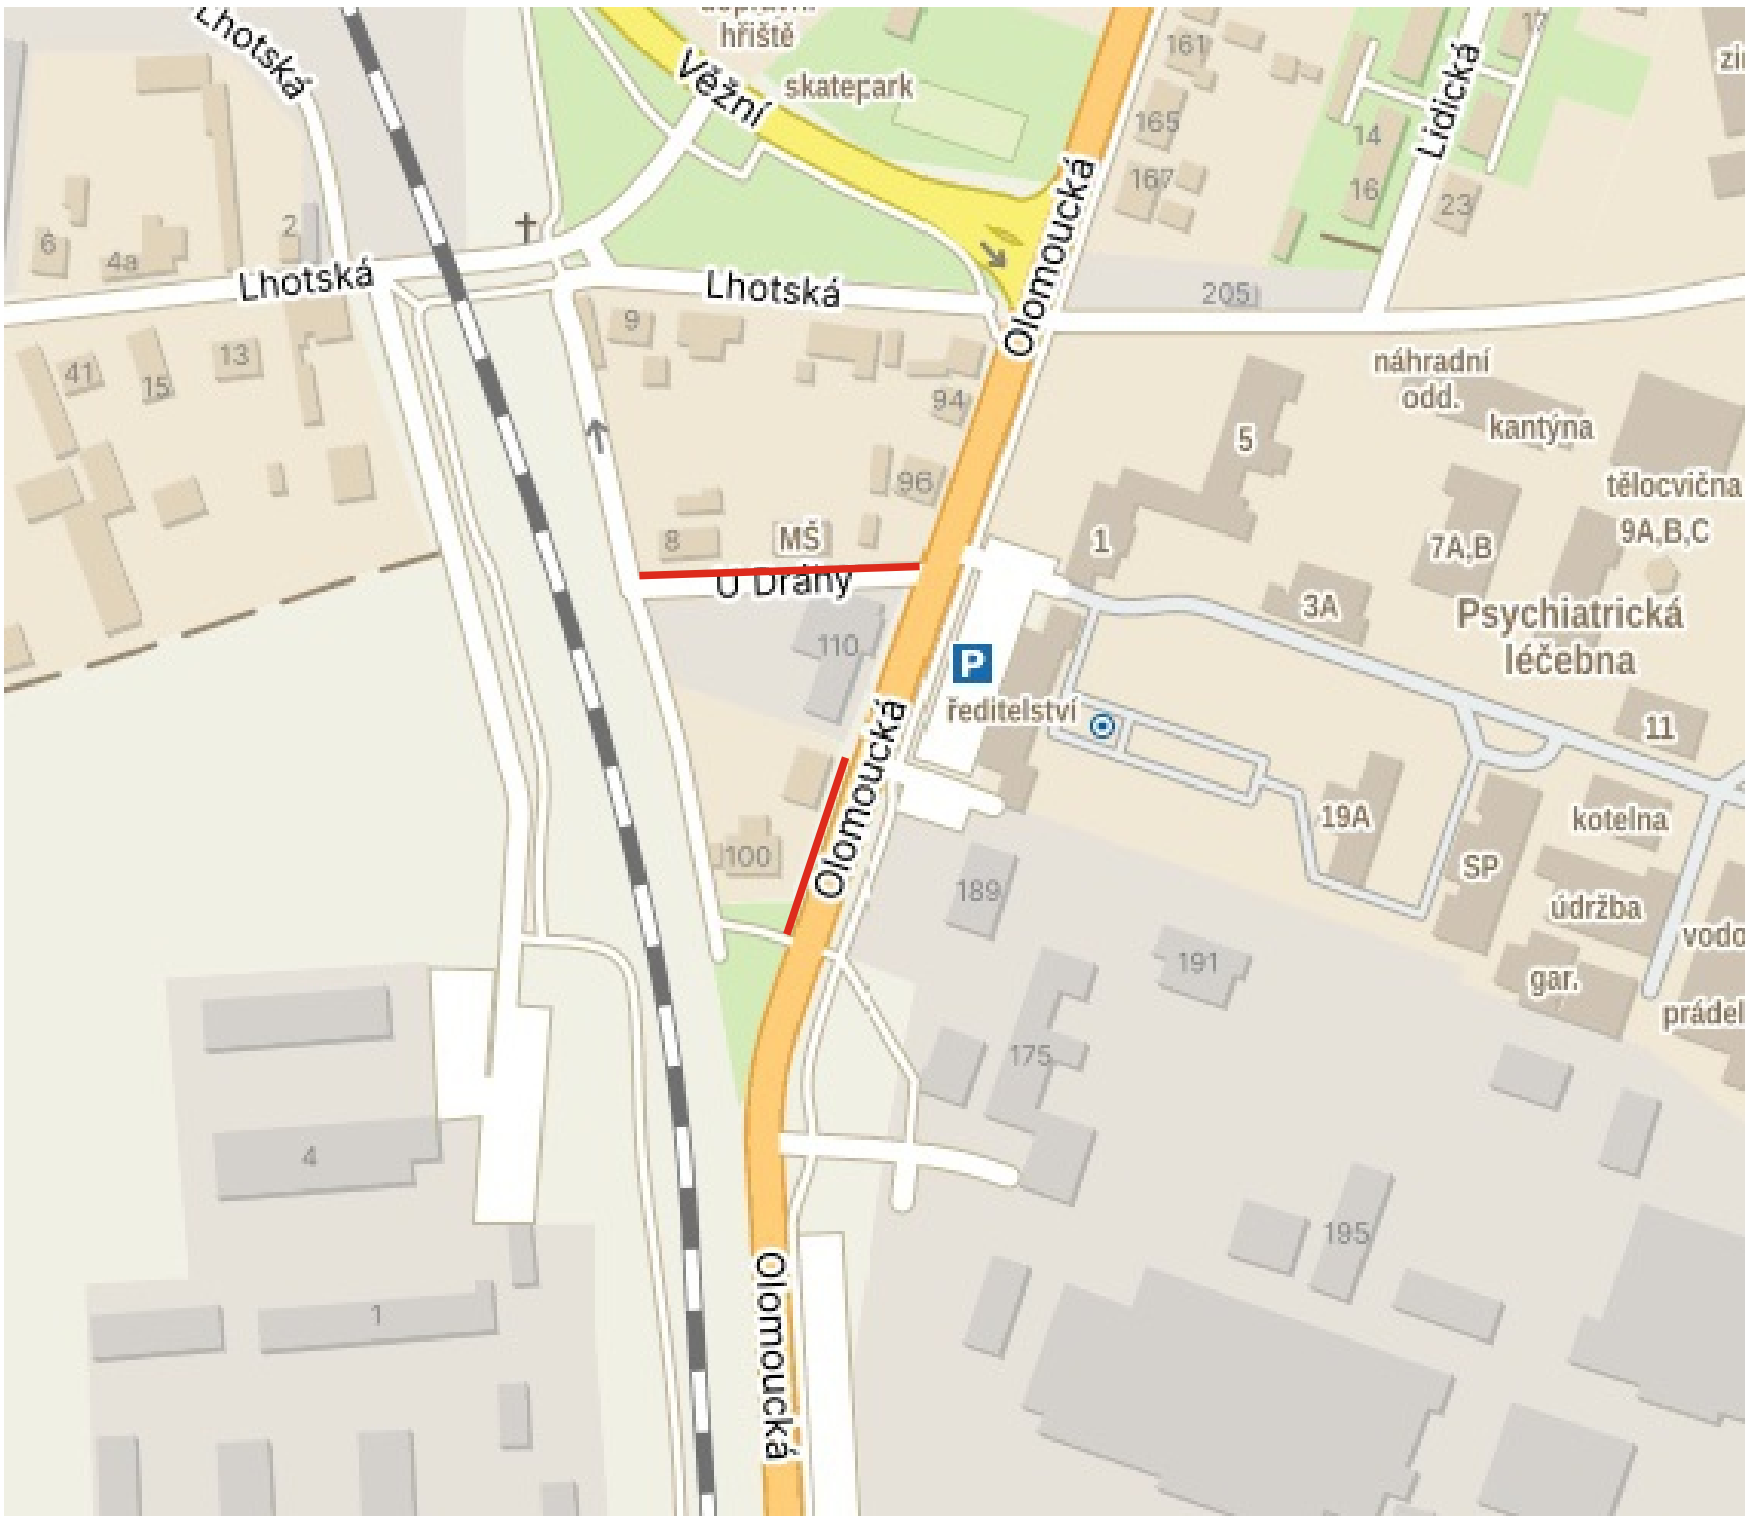 Lhotská
hřiště
Věžní
skatepark
161
165
167
Olomoucká
Lidická
17
14
16
23
6
4a
2
Lhotská
Lhotská
205
Olomoucká
9
41
15
13
94
96
náhradní
odd.
kantýna
5
tělocvična
9A,B,C
7A,B
1
8
MŠ
U Dráhy
3A
Psychiatrická
léčebna
110
P
ředitelství
11
Olomoucká
19A
kotelna
100
SP
189
údržba
191
gar.
175
4
195
1
Olomoucká